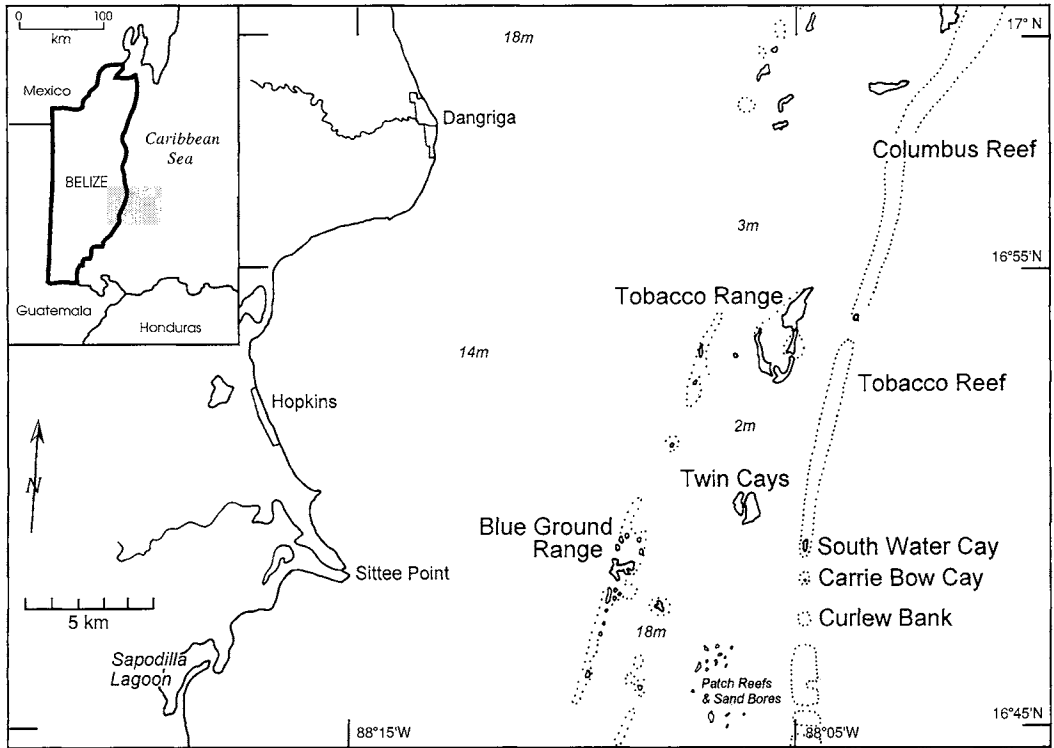 0 100
km
Mexico
Caribbean
Sea
BELIZE
Guatemala
Honduras
18m
17° N
Dangriga
Columbus Reef
3m
16°55
Tobacco Range
14m
Tobacco Reef
Hopkins
2m
N
Twin Cays
Blue Ground
Range
South Water Cay
Carrie Bow Cay
Sittee Point
5 km
Curlew Bank
18m
Sapodilla
Lagoon
Patch Reefs
& Sand Bores
16°45'N
88°15W
88°05W